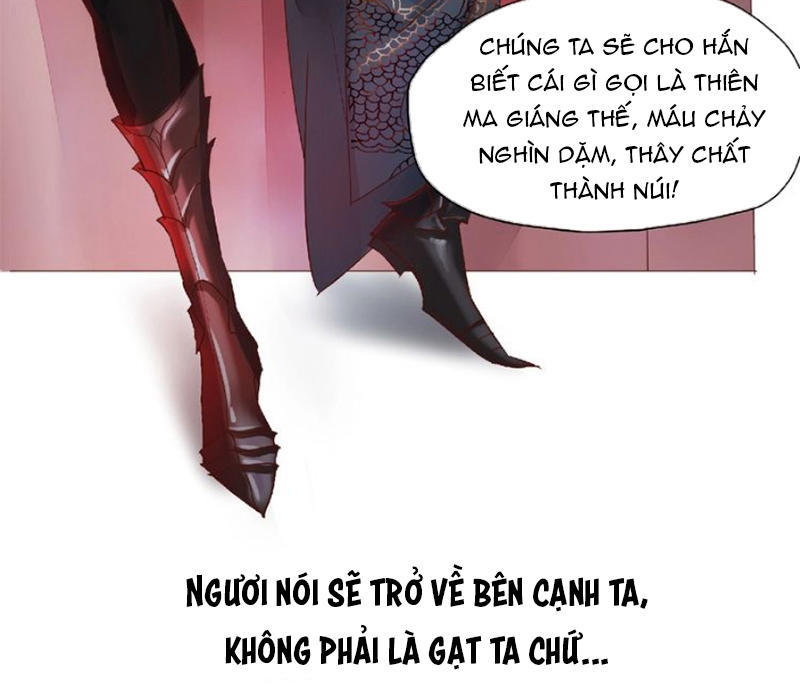 CHÚNG TA SẼ CHO HẮN
BIẾT CÁI GÌ GỌI LÀ THIÊN
MA GIÁNG THẾ, MÁU CHẢY
NGHÌN DẶM, THÂY CHẤT
THÀNH NÚI!
NGƯƠI NÓI SẼ TRỞ VỀ BÊN CẠNH TA,
KHÔNG PHẢI LÀ GẠT TA CHỨ...